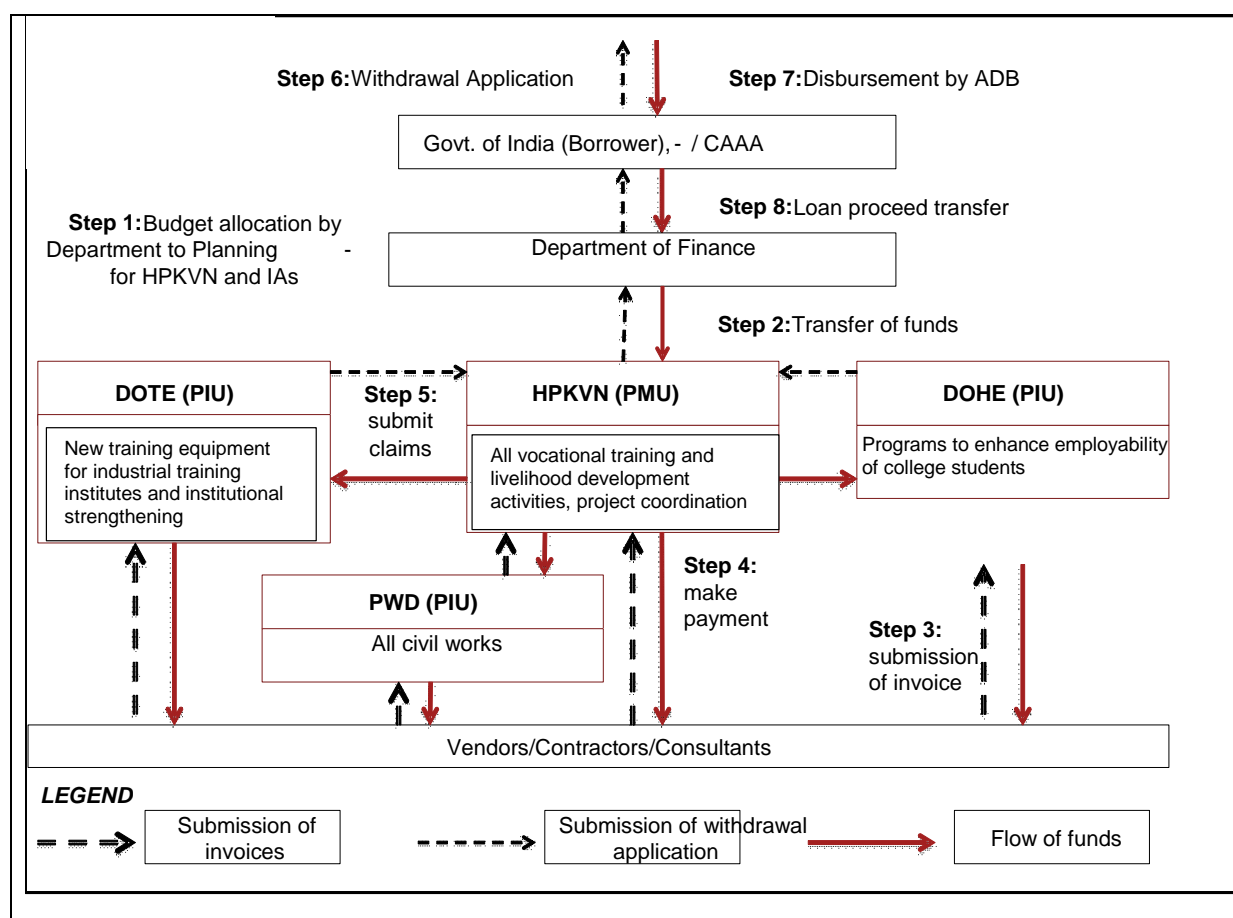 Step 6:Withdrawal Application
Step 7:Disbursement by ADB
Govt. of India (Borrower), - / CAAA
Step 1:Budget allocation by
Department to Planning -
for HPKVN and IAs
Step 8:Loan proceed transfer
Department of Finance
Step 2:Transfer of funds
DOTE (PIU)
New training equipment
for industrial training
institutes and institutional
strengthening
Step 5:
submit
claims
HPKVN (PMU)
All vocational training and
livelihood development
activities, project coordination
DOHE (PIU)
Programs to enhance employability
of college students
PWD (PIU)
All civil works
Step 4:
make
payment
Step 3:
submission
of invoice
Vendors/Contractors/Consultants
LEGEND
Submission of
invoices
Submission of withdrawal
application
Flow of funds